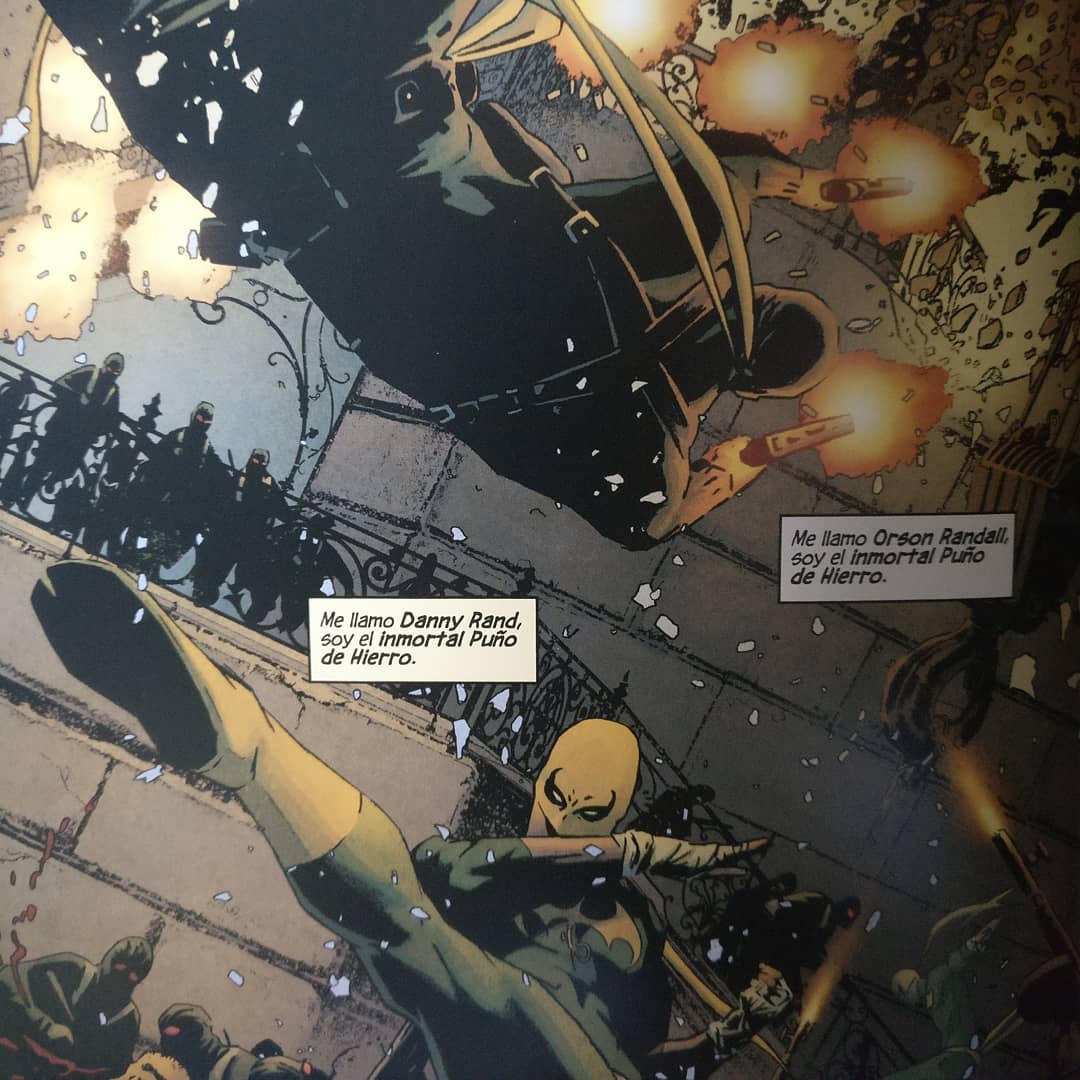 Me llamo Orson Randall,
soy el inmortal Puño
de Hierro.
Me llamo Danny Rand,
soy el inmortal Puño
de Hierro.